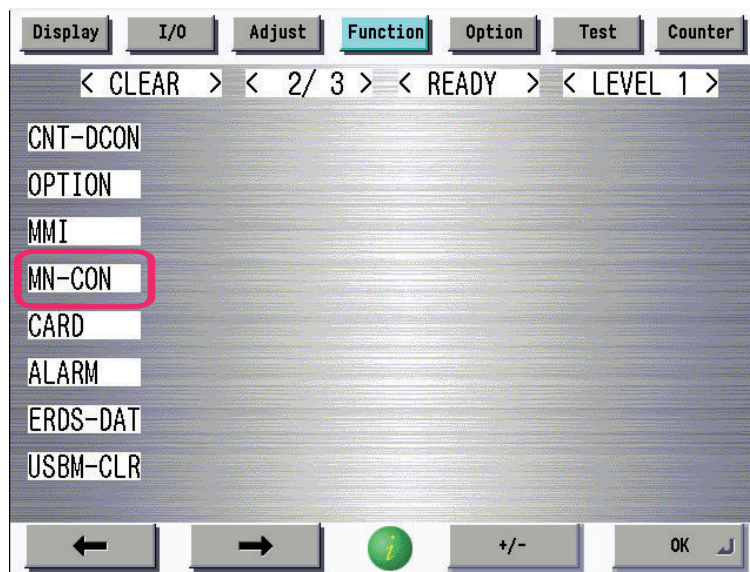 Display I/O Adjust Function Option Test Counter
< CLEAR > < 2/ 3 > < READY > < LEVEL 1 >
CNT-DCON
OPTION
MMI
MN-CON
CARD
ALARM
ERDS-DAT
USBM-CLR
i +/- OK